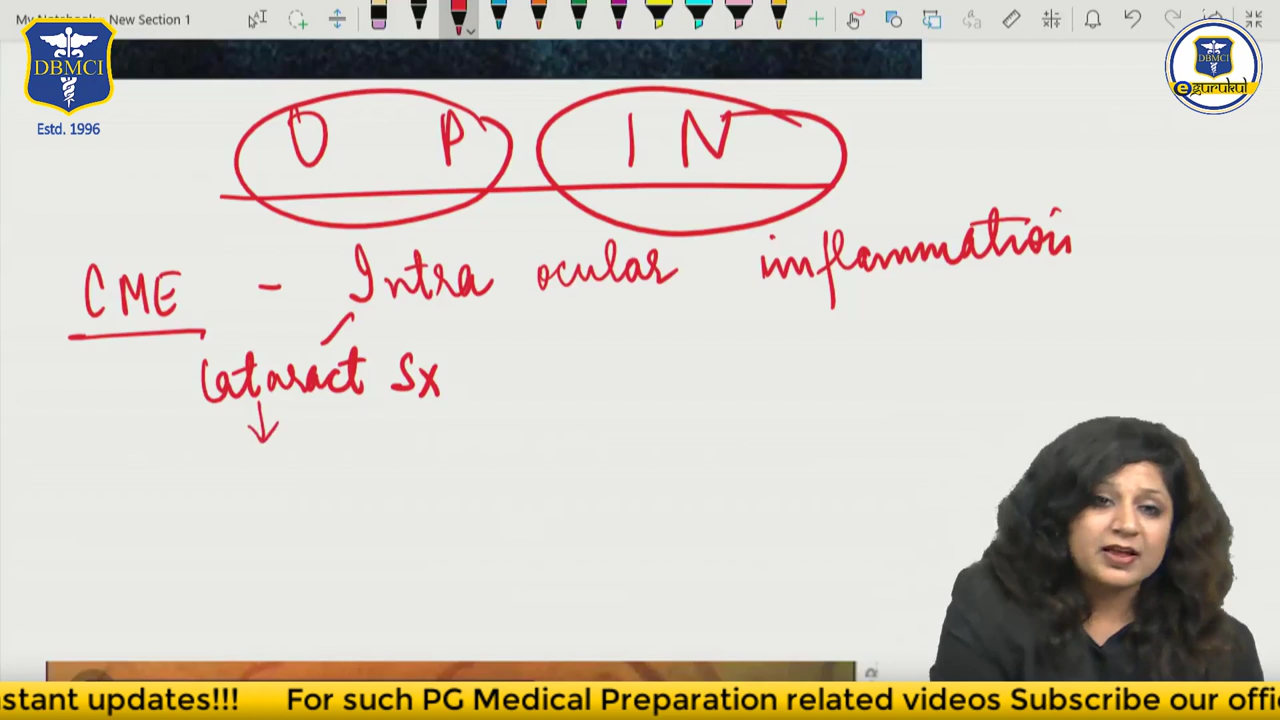 My Notebook - New Section 1
DBMCI
Estd. 1996
DBMCI
egurukul
O P I N
CME - Intra ocular inflammation
Cataract Sx
nstant updates!!! For such PG Medical Preparation related videos Subscribe our offi